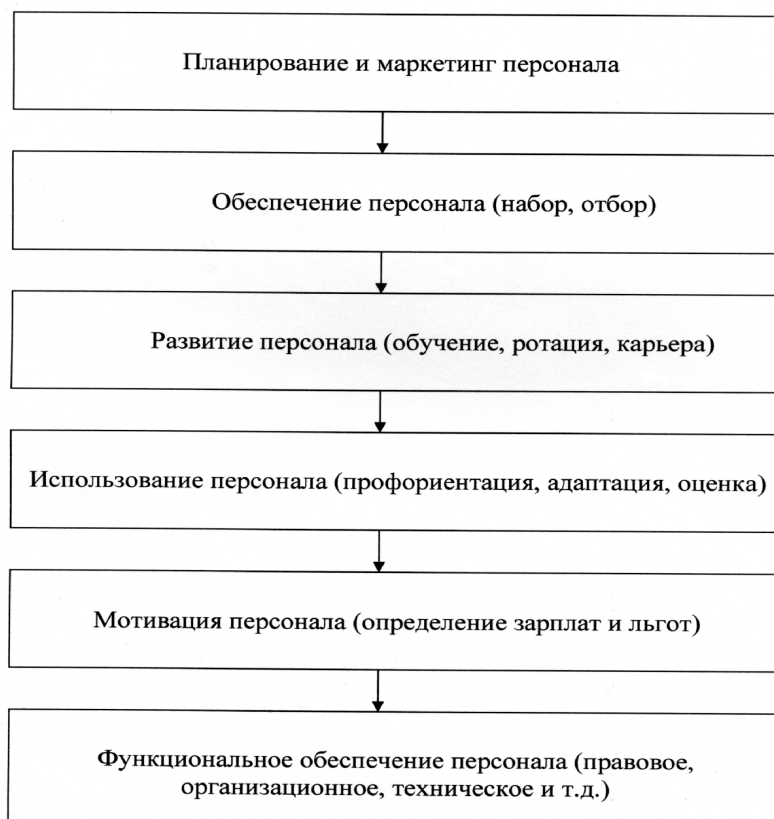 Планирование и маркетинг персонала
Обеспечение персонала (набор, отбор)
Развитие персонала (обучение, ротация, карьера)
Использование персонала (профориентация, адаптация, оценка)
Мотивация персонала (определение зарплат и льгот)
Функциональное обеспечение персонала (правовое,
организационное, техническое и т.д.)